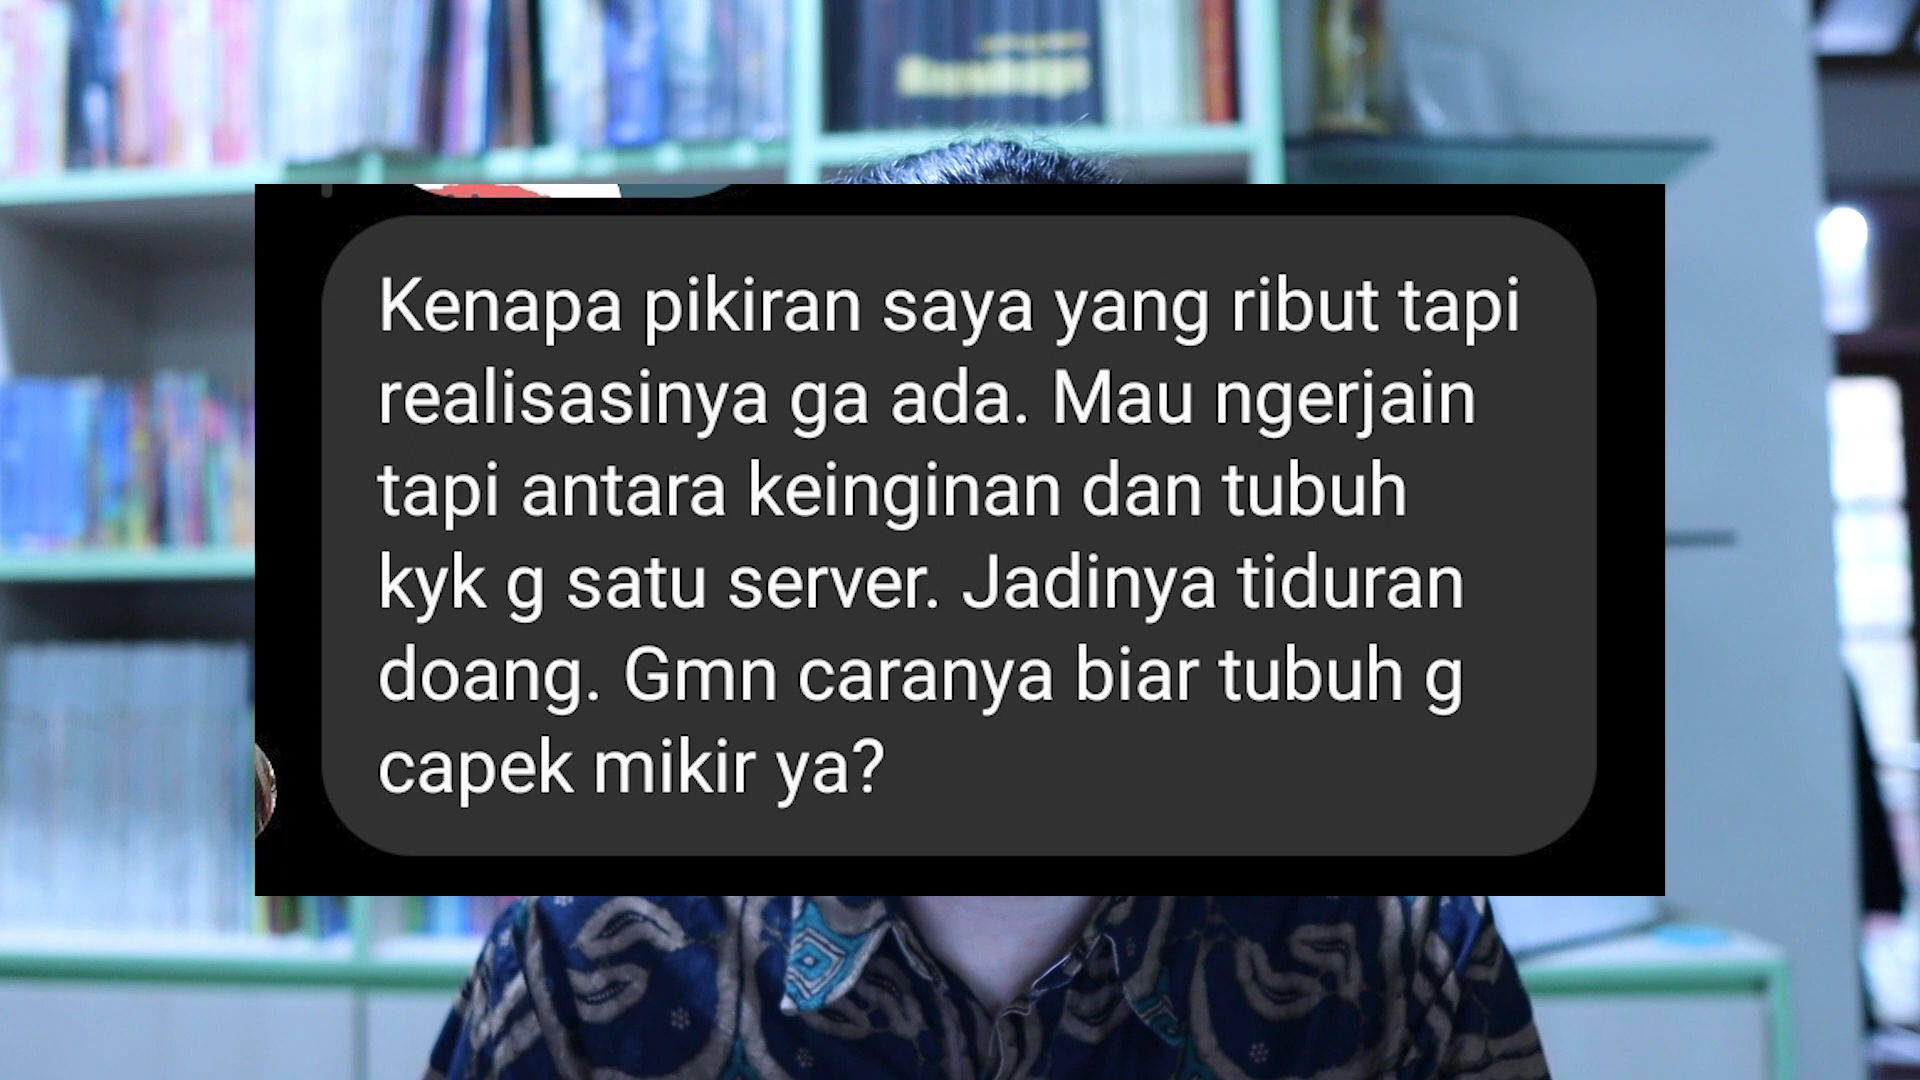 Kenapa pikiran saya yang ribut tapi
realisasinya ga ada. Mau ngerjain
tapi antara keinginan dan tubuh
kyk g satu server. Jadinya tiduran
doang. Gmn caranya biar tubuh g
capek mikir ya?